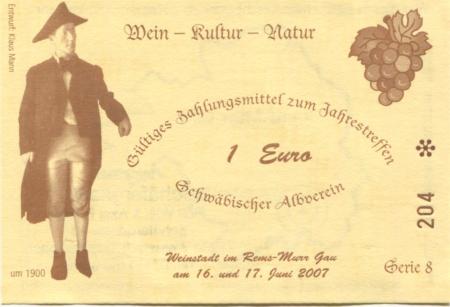 Entwurf: Klaus Mann
Wein – Kultur – Natur
Gültiges Zahlungsmittel zum Jahrestreffen
1 Euro
Schwäbischer Albverein
204 *
Weinstadt im Rems-Murr Gau
am 16. und 17. Juni 2007
um 1900
Serie 8